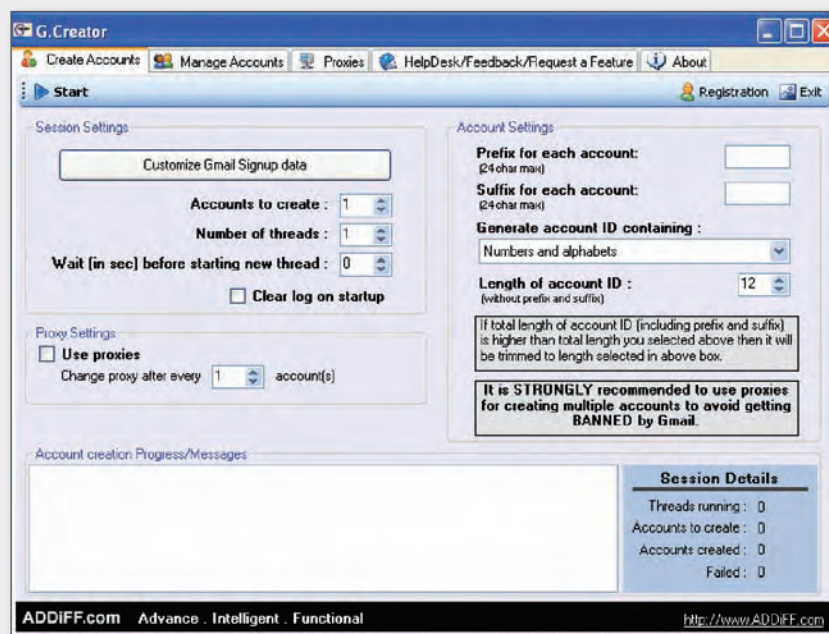 G.Creator
Create Accounts Manage Accounts Proxies HelpDesk/Feedback/Request a Feature About
Start Registration Exit
Session Settings
Customize Gmail Signup data
Accounts to create : 1
Number of threads : 1
Wait (in sec) before starting new thread : 0
Clear log on startup
Proxy Settings
Use proxies
Change proxy after every 1 account(s)
Account Settings
Prefix for each account:
(24 char max)
Suffix for each account:
(24 char max)
Generate account ID containing :
Numbers and alphabets
Length of account ID : 12
(without prefix and suffix)
If total length of account ID (including prefix and suffix)
is higher than total length you selected above then it will
be trimmed to length selected in above box.
It is STRONGLY recommended to use proxies
for creating multiple accounts to avoid getting
BANNED by Gmail.
Account creation Progress/Messages
Session Details
Threads running : 0
Accounts to create : 0
Accounts created : 0
Failed : 0
ADDiFF.com Advance . Intelligent . Functional http://www.ADDiFF.com